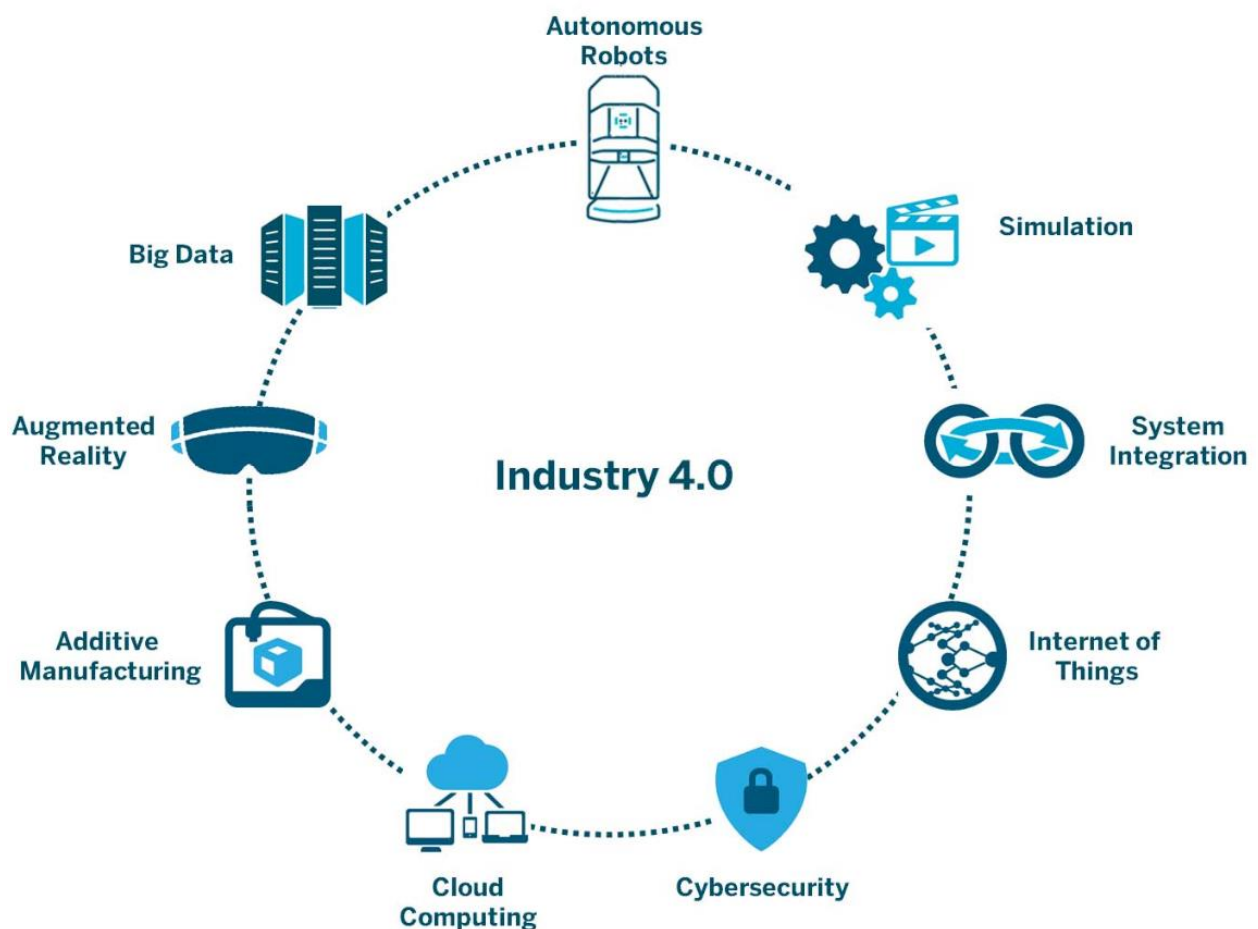 Autonomous
Robots
Simulation
Big Data
System
Integration
Augmented
Reality
Industry 4.0
Internet of
Things
Additive
Manufacturing
Cybersecurity
Cloud
Computing